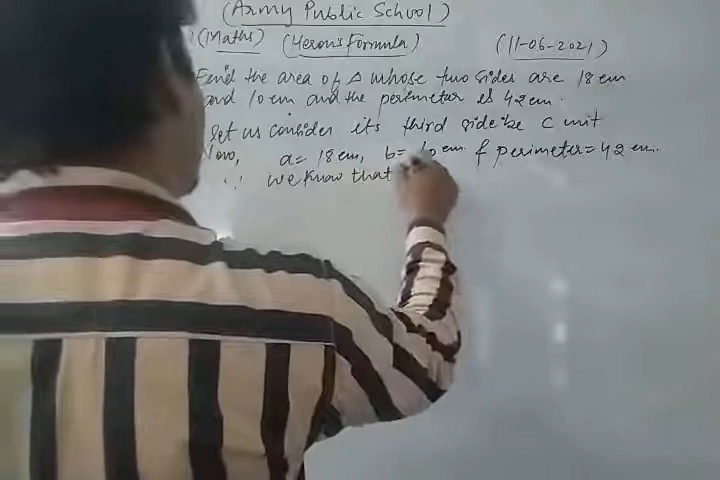 (Army Public School)
(Maths) (Herons Formula) (11-06-2021)
Find the area of Δ whose two sides are 18 cm
and 10 cm and the perimeter is 42 cm.
let us consider its third side be C unit
Now, a = 18 cm, b = 10 cm & perimeter = 42 cm.
∵ we know that